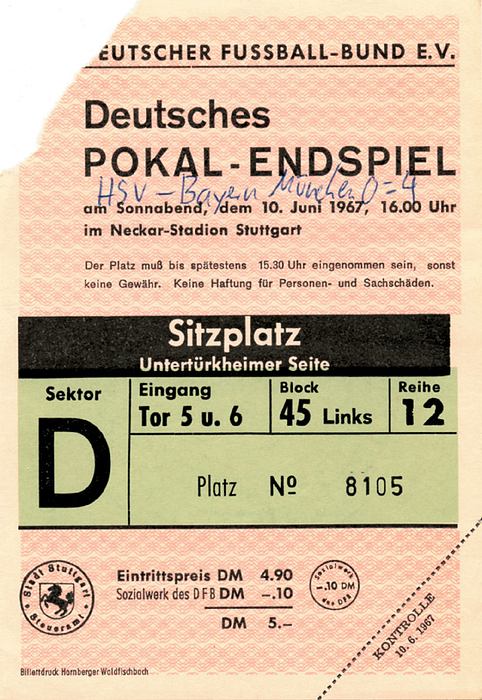 EUTSCHER FUSSBALL-BUND E.V.
Deutsches
POKAL-ENDSPIEL
HSV – Bayern München 0=4
am Sonnabend, dem 10. Juni 1967, 16.00 Uhr
im Neckar-Stadion Stuttgart
Der Platz muß bis spätestens 15.30 Uhr eingenommen sein, sonst
keine Gewähr. Keine Haftung für Personen- und Sachschäden.
Sitzplatz
Untertürkheimer Seite
Sektor
D
Eingang
Tor 5 u. 6
Block
45 Links
Reihe
12
Platz Nº 8105
Stadt Stuttgart
Steueramt
Eintrittspreis DM 4.90
Sozialwerk des DFB DM –.10
DM 5.–
Sozialwerk
–.10 DM
des DFB
KONTROLLE
10. 6. 1967
Billettdruck Hornberger Waldfischbach